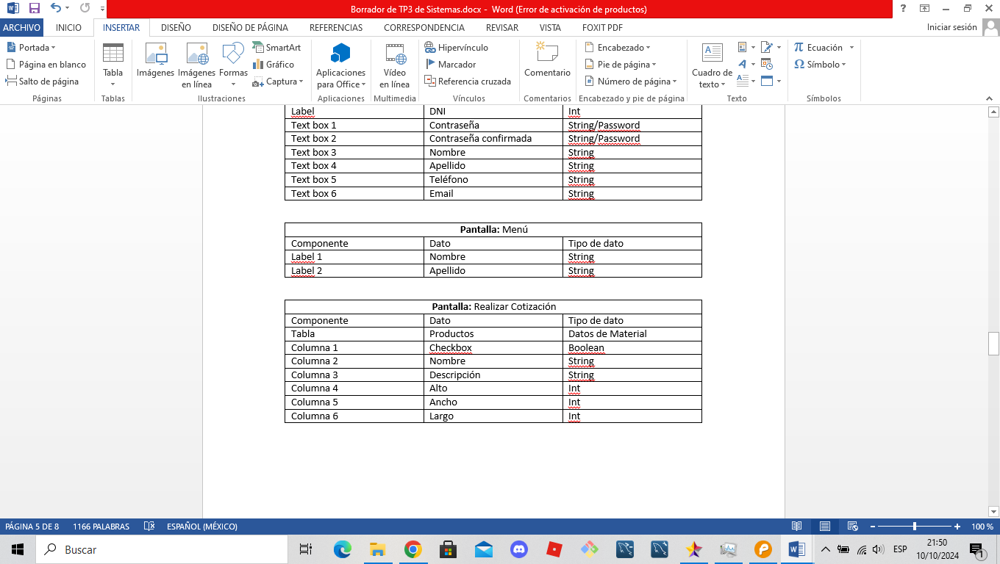 Borrador de TP3 de Sistemas.docx - Word (Error de activación de productos)
ARCHIVO INICIO INSERTAR DISEÑO DISEÑO DE PÁGINA REFERENCIAS CORRESPONDENCIA REVISAR VISTA FOXIT PDF Iniciar sesión
Portada
Página en blanco
Salto de página
Páginas
Tabla
Tablas
Imágenes
Imágenes en línea
Formas
SmartArt
Gráfico
Captura
Ilustraciones
Aplicaciones para Office
Aplicaciones
Vídeo en línea
Multimedia
Hipervínculo
Marcador
Referencia cruzada
Vínculos
Comentario
Comentarios
Encabezado
Pie de página
Número de página
Encabezado y pie de página
Cuadro de texto
Texto
Ecuación
Símbolo
Símbolos
Label DNI Int
Text box 1 Contraseña String/Password
Text box 2 Contraseña confirmada String/Password
Text box 3 Nombre String
Text box 4 Apellido String
Text box 5 Teléfono String
Text box 6 Email String
Pantalla: Menú
Componente Dato Tipo de dato
Label 1 Nombre String
Label 2 Apellido String
Pantalla: Realizar Cotización
Componente Dato Tipo de dato
Tabla Productos Datos de Material
Columna 1 Checkbox Boolean
Columna 2 Nombre String
Columna 3 Descripción String
Columna 4 Alto Int
Columna 5 Ancho Int
Columna 6 Largo Int
PÁGINA 5 DE 8 1166 PALABRAS ESPAÑOL (MÉXICO) 100 %
Buscar
ESP
21:50
10/10/2024
1